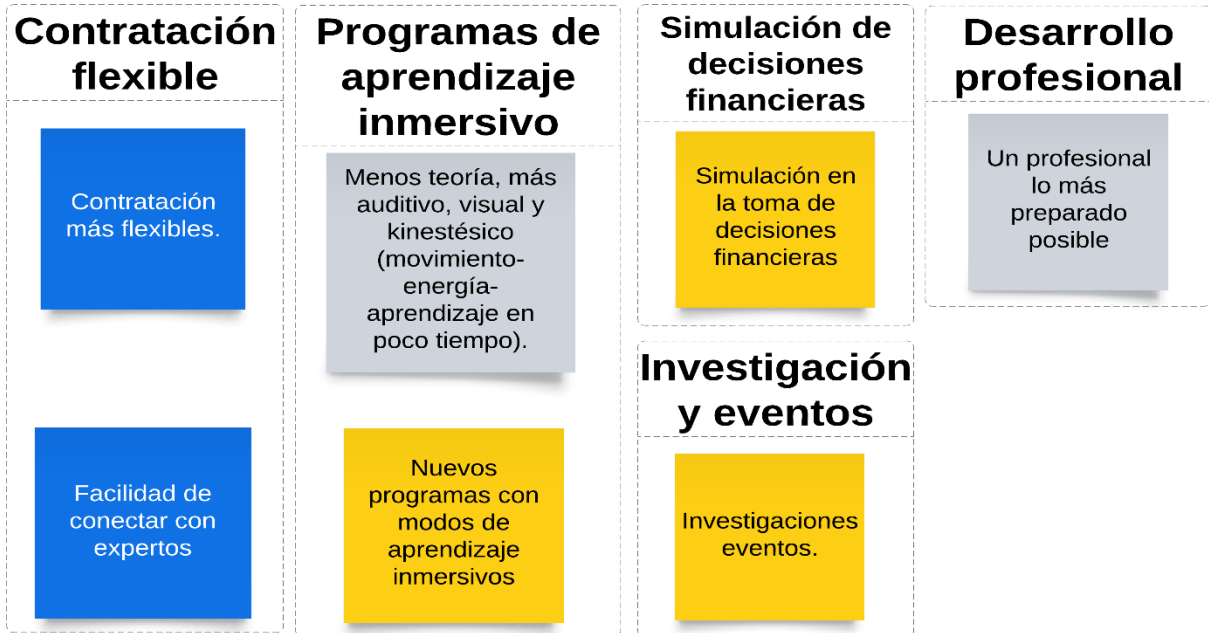 Contratación
flexible
Contratación
más flexibles.
Facilidad de
conectar con
expertos
Programas de
aprendizaje
inmersivo
Menos teoría, más
auditivo, visual y
kinestésico
(movimiento-
energía-
aprendizaje en
poco tiempo).
Nuevos
programas con
modos de
aprendizaje
inmersivos
Simulación de
decisiones
financieras
Simulación en
la toma de
decisiones
financieras
Investigación
y eventos
Investigaciones
eventos.
Desarrollo
profesional
Un profesional
lo más
preparado
posible